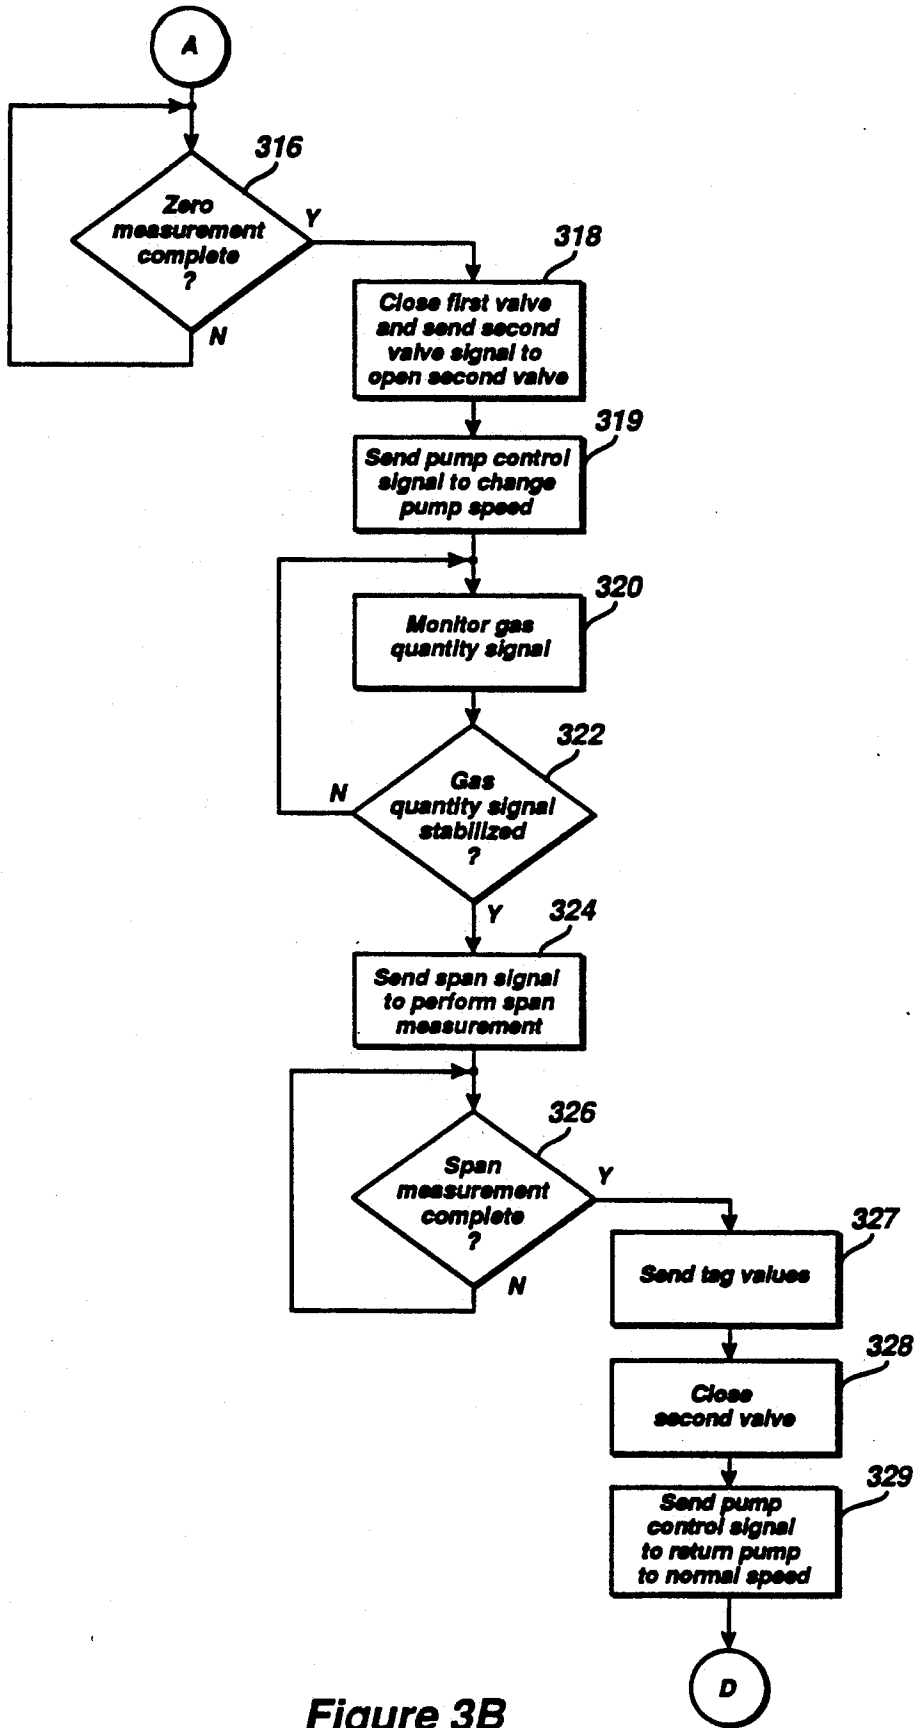 A
316
Zero
measurement
complete
?
Y
N
318
Close first valve
and send second
valve signal to
open second valve
319
Send pump control
signal to change
pump speed
320
Monitor gas
quantity signal
322
Gas
quantity signal
stabilized
?
N
Y
324
Send span signal
to perform span
measurement
326
Span
measurement
complete
?
Y
N
327
Send tag values
328
Close
second valve
329
Send pump
control signal
to return pump
to normal speed
D
Figure 3B